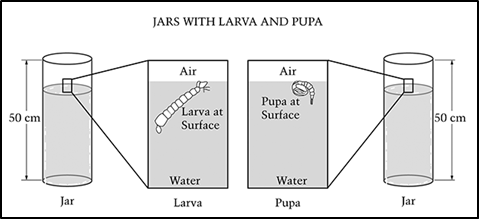 JARS WITH LARVA AND PUPA
50 cm
Jar
Air
Larva at
Surface
Water
Larva
Air
Pupa at
Surface
Water
Pupa
50 cm
Jar